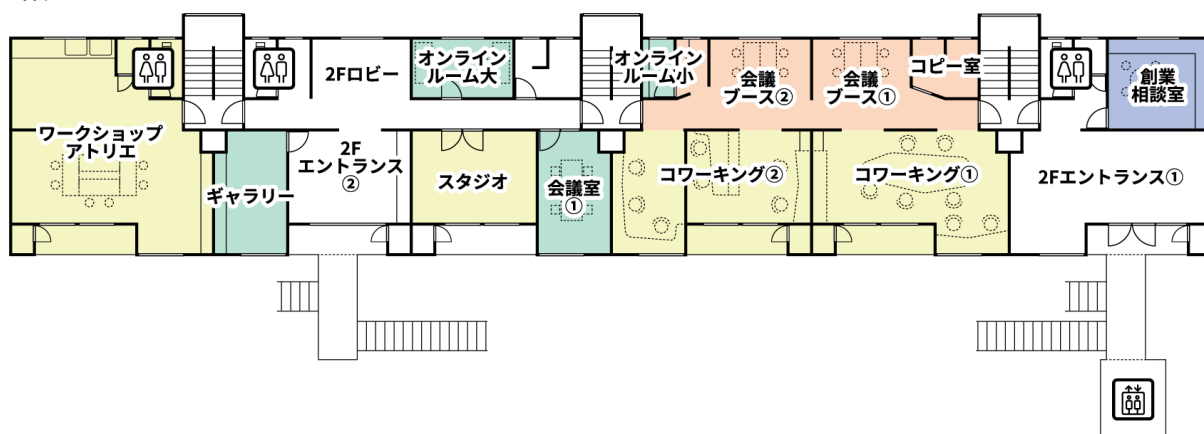 2Fロビー
オンライン
ルーム大
オンライン
ルーム小
会議
ブース②
会議
ブース①
コピー室
創業
相談室
ワークショップ
アトリエ
ギャラリー
2F
エントランス
②
スタジオ
会議室
①
コワーキング②
コワーキング①
2Fエントランス①